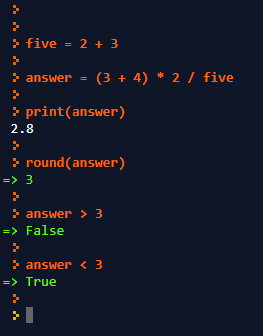 >
>
> five = 2 + 3
>
> answer = (3 + 4) * 2 / five
>
> print(answer)
2.8
>
> round(answer)
=> 3
>
> answer > 3
=> False
>
> answer < 3
=> True
>
>